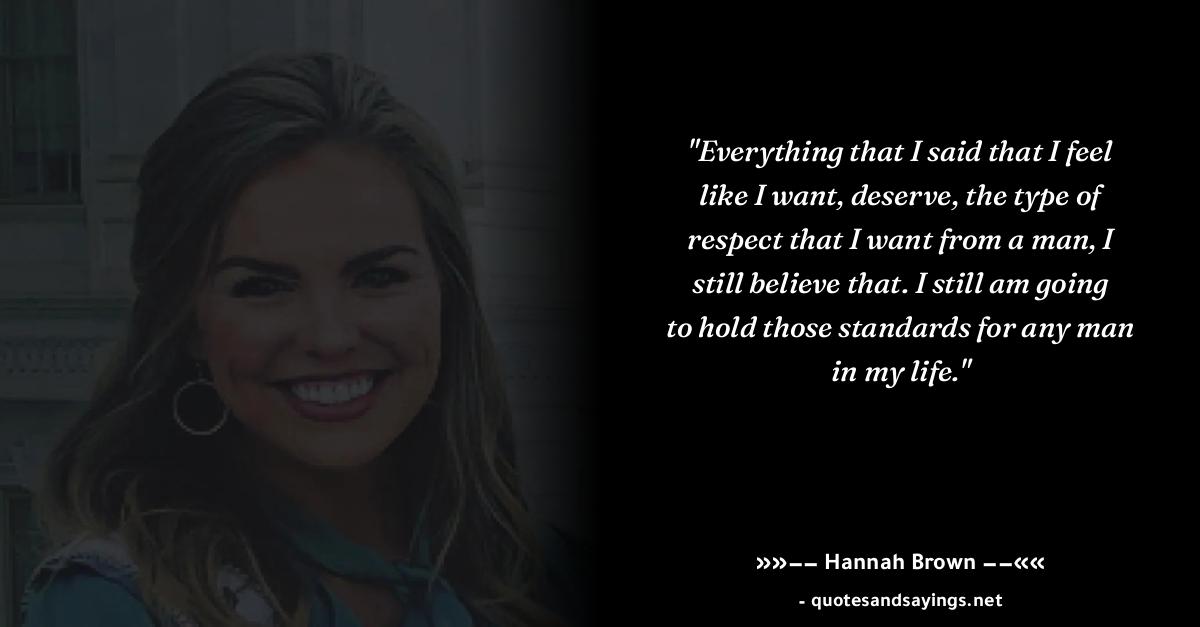 "Everything that I said that I feel
like I want, deserve, the type of
respect that I want from a man, I
still believe that. I still am going
to hold those standards for any man
in my life."
»»–– Hannah Brown ––««
- quotesandsayings.net